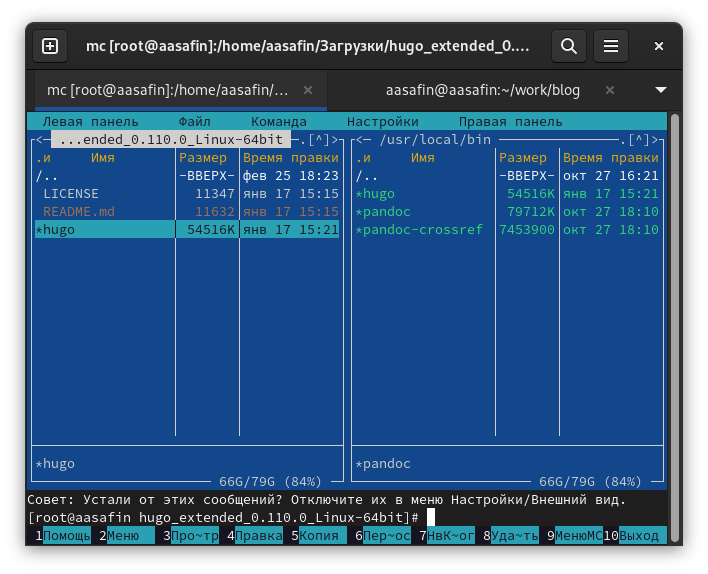 mc [root@aasafin]:/home/aasafin/Загрузки/hugo_extended_0....
mc [root@aasafin]:/home/aasafin/... aasafin@aasafin:~/work/blog
Левая панель Файл Команда Настройки Правая панель
<— ...ended_0.110.0_Linux-64bit —.[^]> <— /usr/local/bin —.[^]>
.и Имя Размер Время правки .и Имя Размер Время правки
/.. -ВВЕРХ- фев 25 18:23 /.. -ВВЕРХ- окт 27 16:21
LICENSE 11347 янв 17 15:15 *hugo 54516K янв 17 15:21
README.md 11632 янв 17 15:15 *pandoc 79712K окт 27 18:10
*hugo 54516K янв 17 15:21 *pandoc-crossref 7453900 окт 27 18:10
*hugo *pandoc
66G/79G (84%) 66G/79G (84%)
Совет: Устали от этих сообщений? Отключите их в меню Настройки/Внешний вид.
[root@aasafin hugo_extended_0.110.0_Linux-64bit]#
1Помощь 2Меню 3Про~тр 4Правка 5Копия 6Пер~ос 7НвК~ог 8Уда~ть 9МенюMC 10Выход